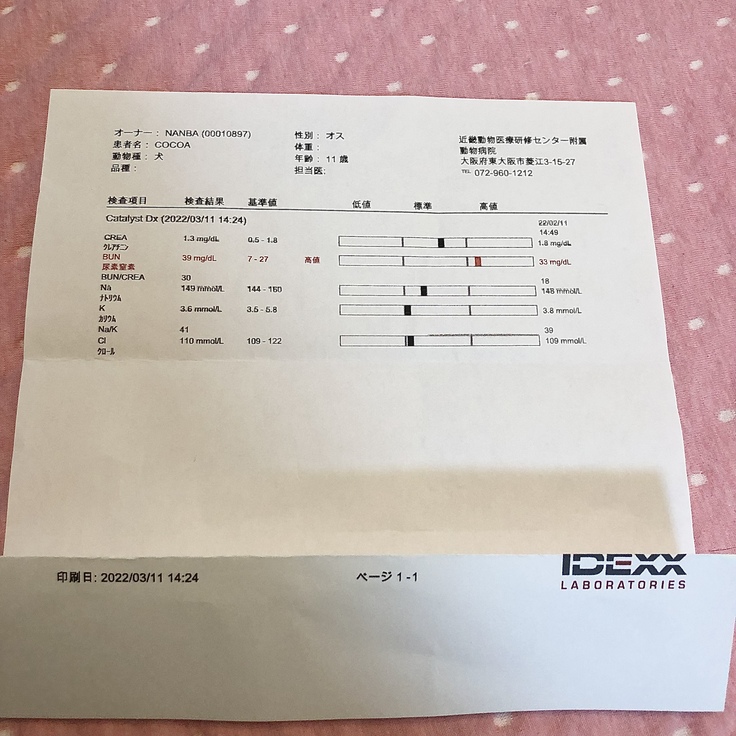 オーナー： NANBA (00010897)
患者名： COCOA
動物種： 犬
品種：
性別： オス
体重：
年齢： 11 歳
担当医:
近畿動物医療研修センター附属
動物病院
大阪府東大阪市菱江3-15-27
TEL 072-960-1212
検査項目 検査結果 基準値 低値 標準 高値
Catalyst Dx (2022/03/11 14:24) 22/02/11
14:49
CREA 1.3 mg/dL 0.5 - 1.8 1.8 mg/dL
クレアチニン
BUN 39 mg/dL 7 - 27 高値 33 mg/dL
尿素窒素
BUN/CREA 30 18
Na 149 mmol/L 144 - 160 148 mmol/L
ナトリウム
K 3.6 mmol/L 3.5 - 5.8 3.8 mmol/L
カリウム
Na/K 41 39
Cl 110 mmol/L 109 - 122 109 mmol/L
クロール
印刷日: 2022/03/11 14:24 ページ 1 -1
IDEXX
LABORATORIES